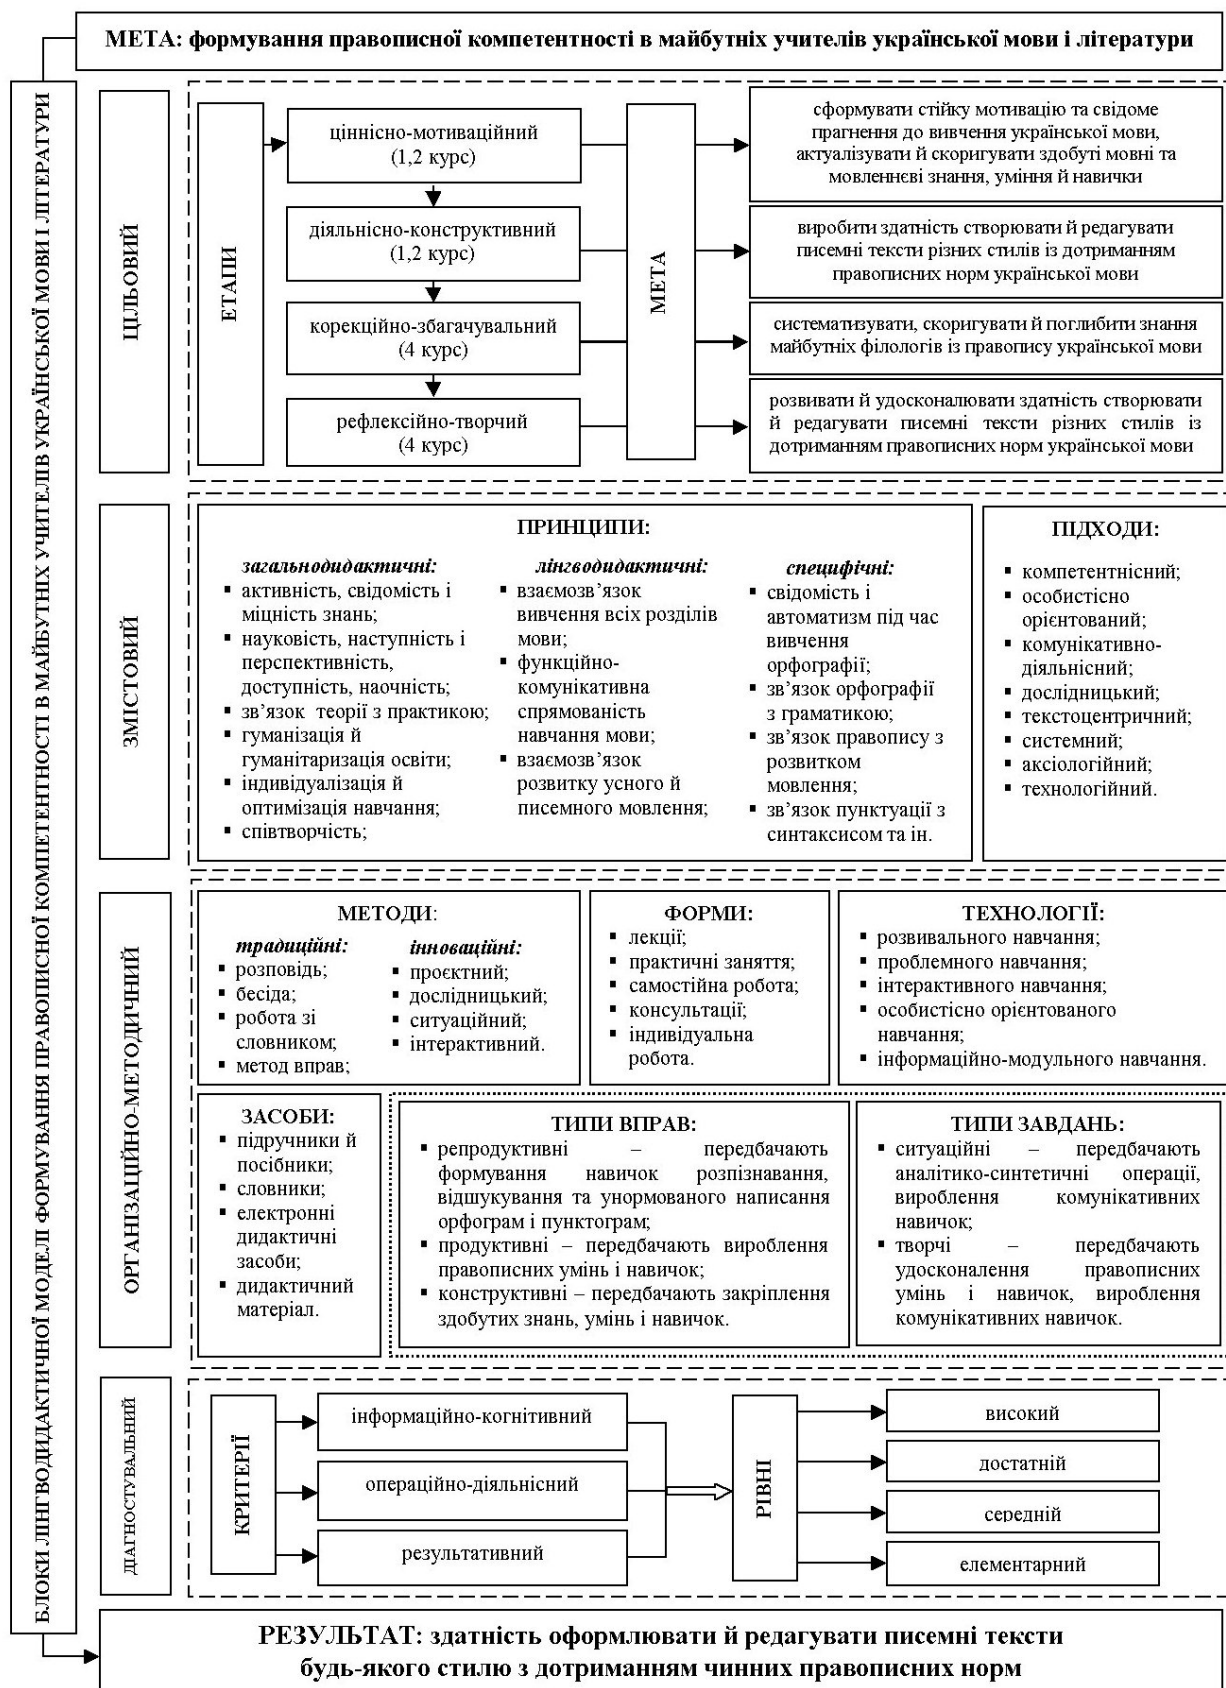 МЕТА: формування правописної компетентності в майбутніх учителів української мови і літератури
БЛОКИ ЛІНГВОДИДАКТИЧНОЇ МОДЕЛІ ФОРМУВАННЯ ПРАВОПИСНОЇ КОМПЕТЕНТНОСТІ В МАЙБУТНІХ УЧИТЕЛІВ УКРАЇНСЬКОЇ МОВИ І ЛІТЕРАТУРИ
ЦІЛЬОВИЙ
ЕТАПИ
ціннісно-мотиваційний
(1,2 курс)
діяльнісно-конструктивний
(1,2 курс)
корекційно-збагачувальний
(4 курс)
рефлексійно-творчий
(4 курс)
МЕТА
сформувати стійку мотивацію та свідоме
прагнення до вивчення української мови,
актуалізувати й скоригувати здобуті мовні та
мовленнєві знання, уміння й навички
виробити здатність створювати й редагувати
писемні тексти різних стилів із дотриманням
правописних норм української мови
систематизувати, скоригувати й поглибити знання
майбутніх філологів із правопису української мови
розвивати й удосконалювати здатність створювати
й редагувати писемні тексти різних стилів із
дотриманням правописних норм української мови
ЗМІСТОВИЙ
ПРИНЦИПИ:
загальнодидактичні:
▪ активність, свідомість і
міцність знань;
▪ науковість, наступність і
перспективність,
доступність, наочність;
▪ зв’язок теорії з практикою;
▪ гуманізація й
гуманітаризація освіти;
▪ індивідуалізація й
оптимізація навчання;
▪ співтворчість;
лінгводидактичні:
▪ взаємозв’язок
вивчення всіх розділів
мови;
▪ функційно-
комунікативна
спрямованість
навчання мови;
▪ взаємозв’язок
розвитку усного й
писемного мовлення;
специфічні:
▪ свідомість і
автоматизм під час
вивчення
орфографії;
▪ зв’язок орфографії
з граматикою;
▪ зв’язок правопису з
розвитком
мовлення;
▪ зв’язок пунктуації з
синтаксисом та ін.
ПІДХОДИ:
▪ компетентнісний;
▪ особистісно
орієнтований;
▪ комунікативно-
діяльнісний;
▪ дослідницький;
▪ текстоцентричний;
▪ системний;
▪ аксіологійний;
▪ технологійний.
ОРГАНІЗАЦІЙНО-МЕТОДИЧНИЙ
МЕТОДИ:
традиційні:
▪ розповідь;
▪ бесіда;
▪ робота зі
словником;
▪ метод вправ;
інноваційні:
▪ проєктний;
▪ дослідницький;
▪ ситуаційний;
▪ інтерактивний.
ФОРМИ:
▪ лекції;
▪ практичні заняття;
▪ самостійна робота;
▪ консультації;
▪ індивідуальна
робота.
ТЕХНОЛОГІЇ:
▪ розвивального навчання;
▪ проблемного навчання;
▪ інтерактивного навчання;
▪ особистісно орієнтованого
навчання;
▪ інформаційно-модульного навчання.
ЗАСОБИ:
▪ підручники й
посібники;
▪ словники;
▪ електронні
дидактичні
засоби;
▪ дидактичний
матеріал.
ТИПИ ВПРАВ:
▪ репродуктивні – передбачають
формування навичок розпізнавання,
відшукування та унормованого написання
орфограм і пунктограм;
▪ продуктивні – передбачають вироблення
правописних умінь і навичок;
▪ конструктивні – передбачають закріплення
здобутих знань, умінь і навичок.
ТИПИ ЗАВДАНЬ:
▪ ситуаційні – передбачають
аналітико-синтетичні операції,
вироблення комунікативних
навичок;
▪ творчі – передбачають
удосконалення правописних
умінь і навичок, вироблення
комунікативних навичок.
ДІАГНОСТУВАЛЬНИЙ
КРИТЕРІЇ
інформаційно-когнітивний
операційно-діяльнісний
результативний
РІВНІ
високий
достатній
середній
елементарний
РЕЗУЛЬТАТ: здатність оформлювати й редагувати писемні тексти
будь-якого стилю з дотриманням чинних правописних норм